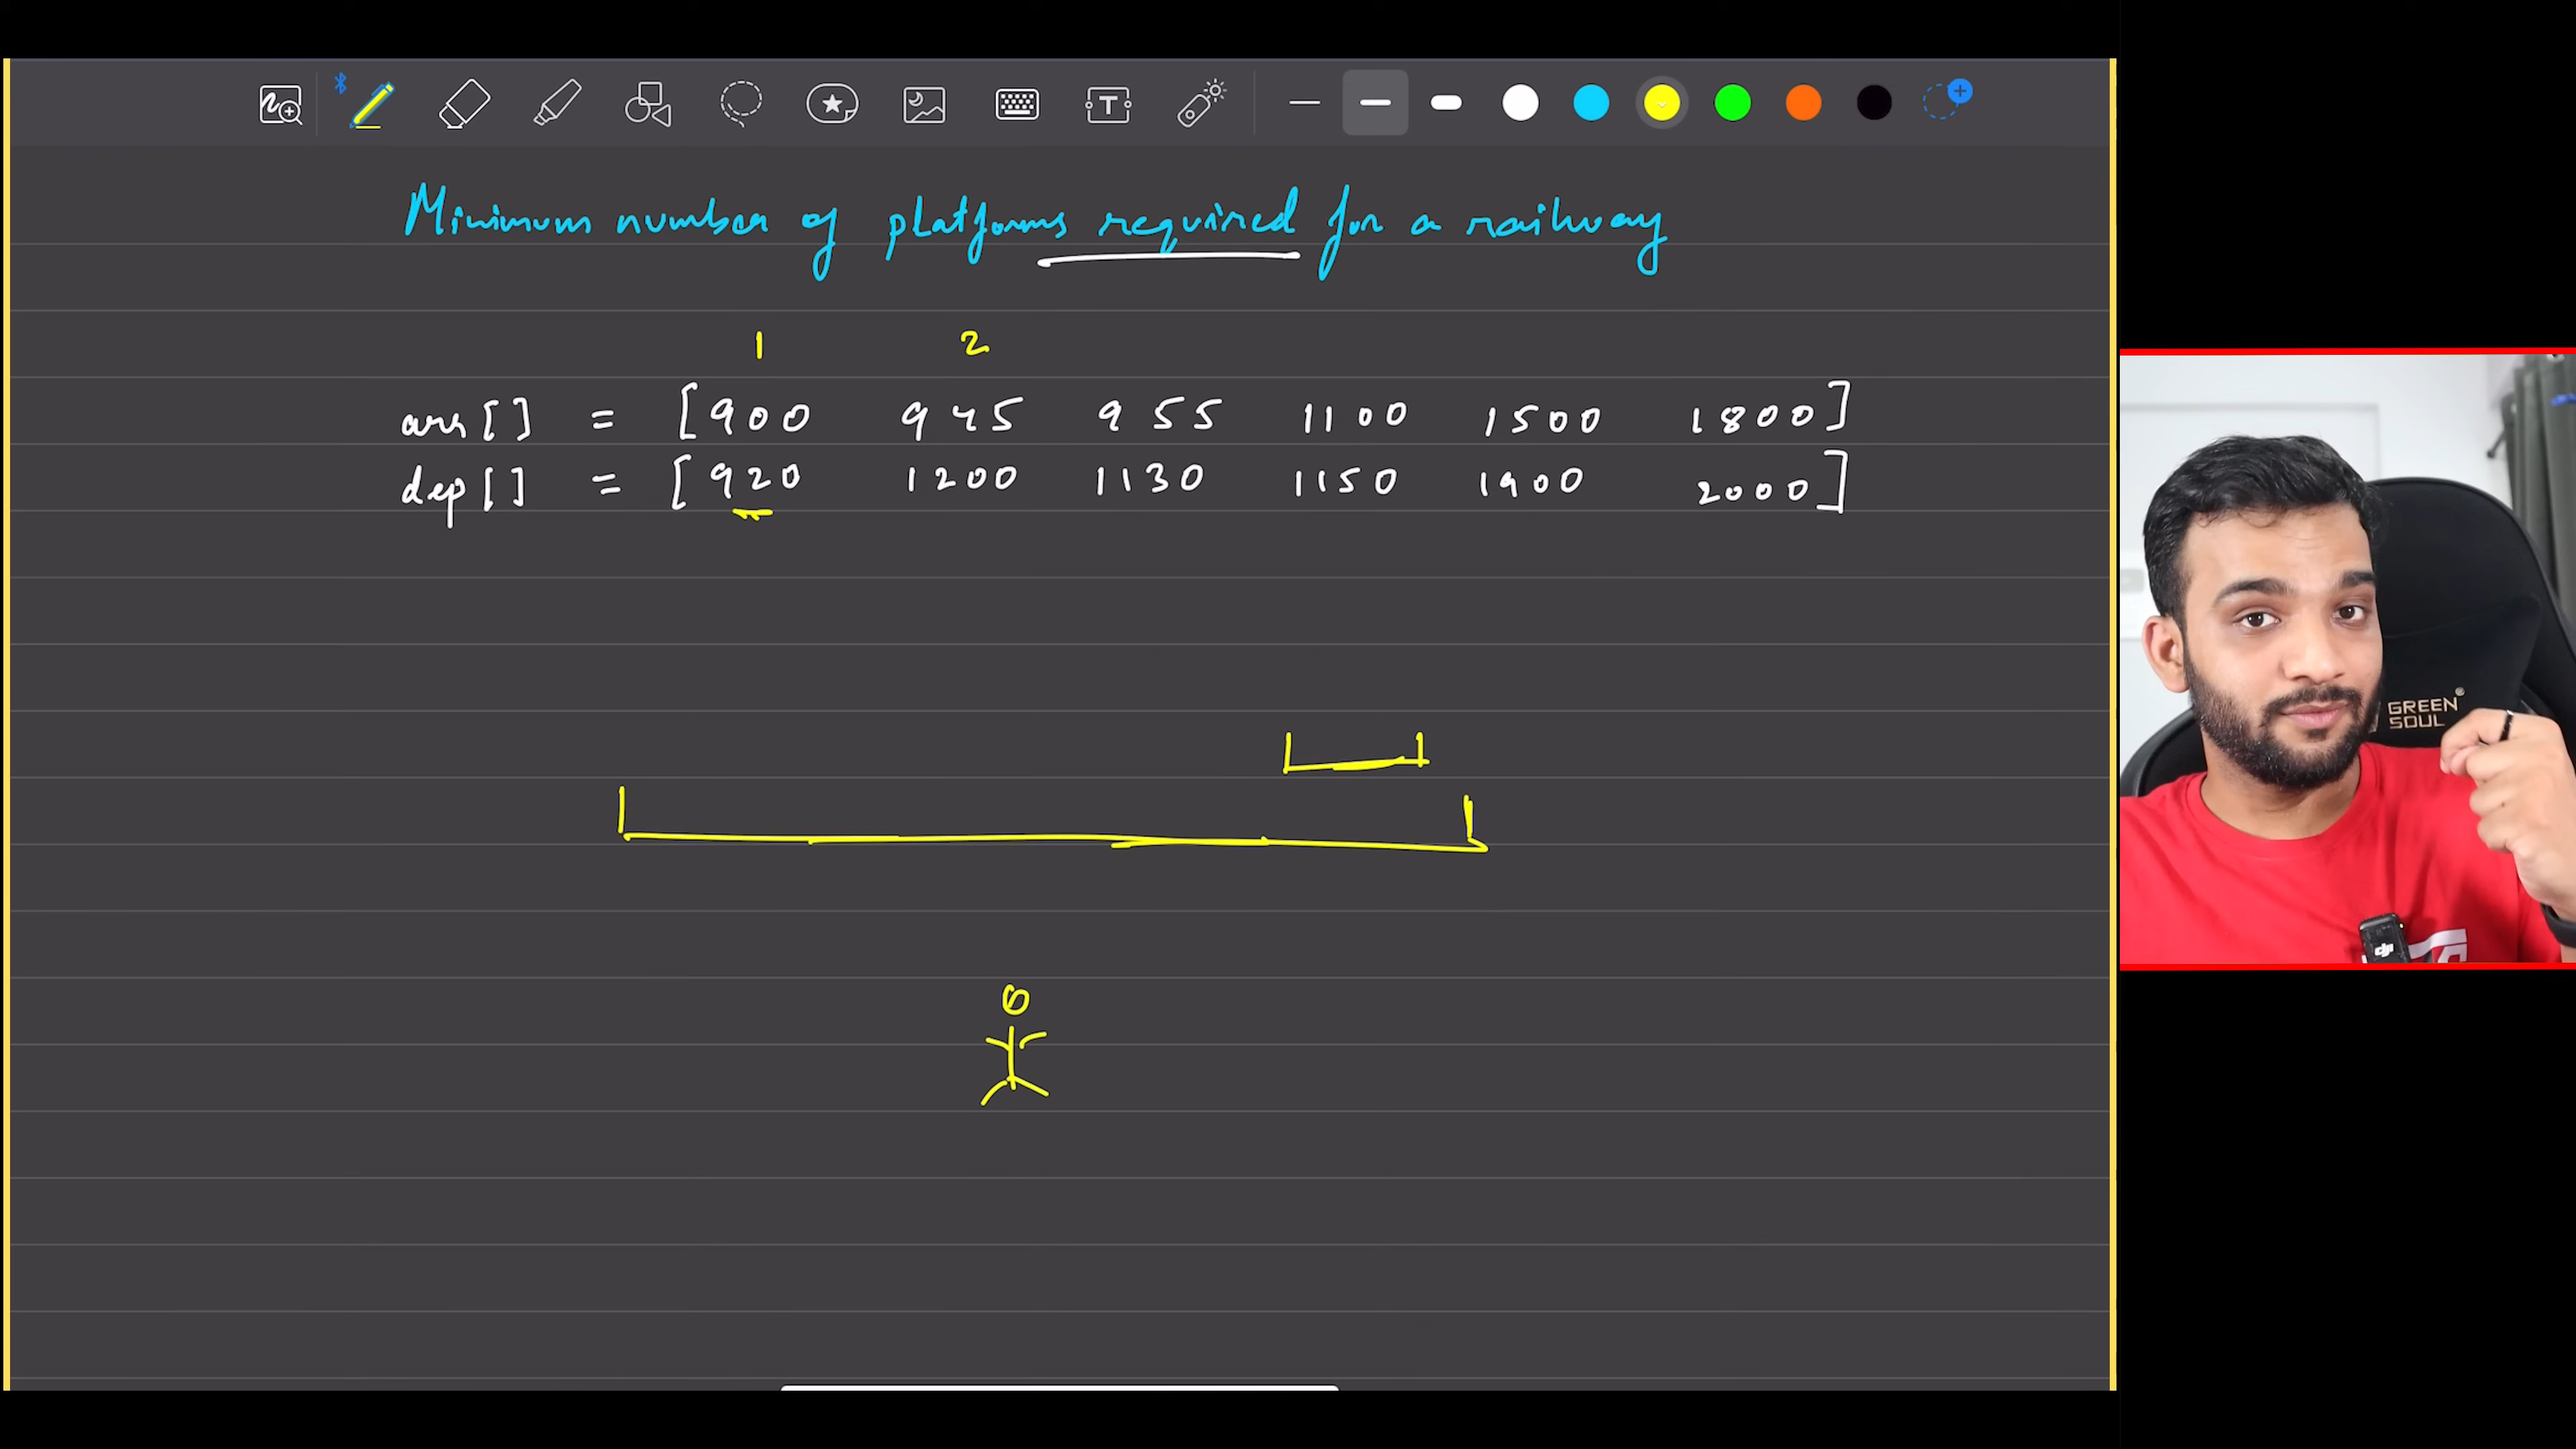 T
Minimum number of platforms required for a railway
1 2
arr[] = [900 945 955 1100 1500 1800]
dep[] = [920 1200 1130 1150 1900 2000]
GREEN
SOUL
dji